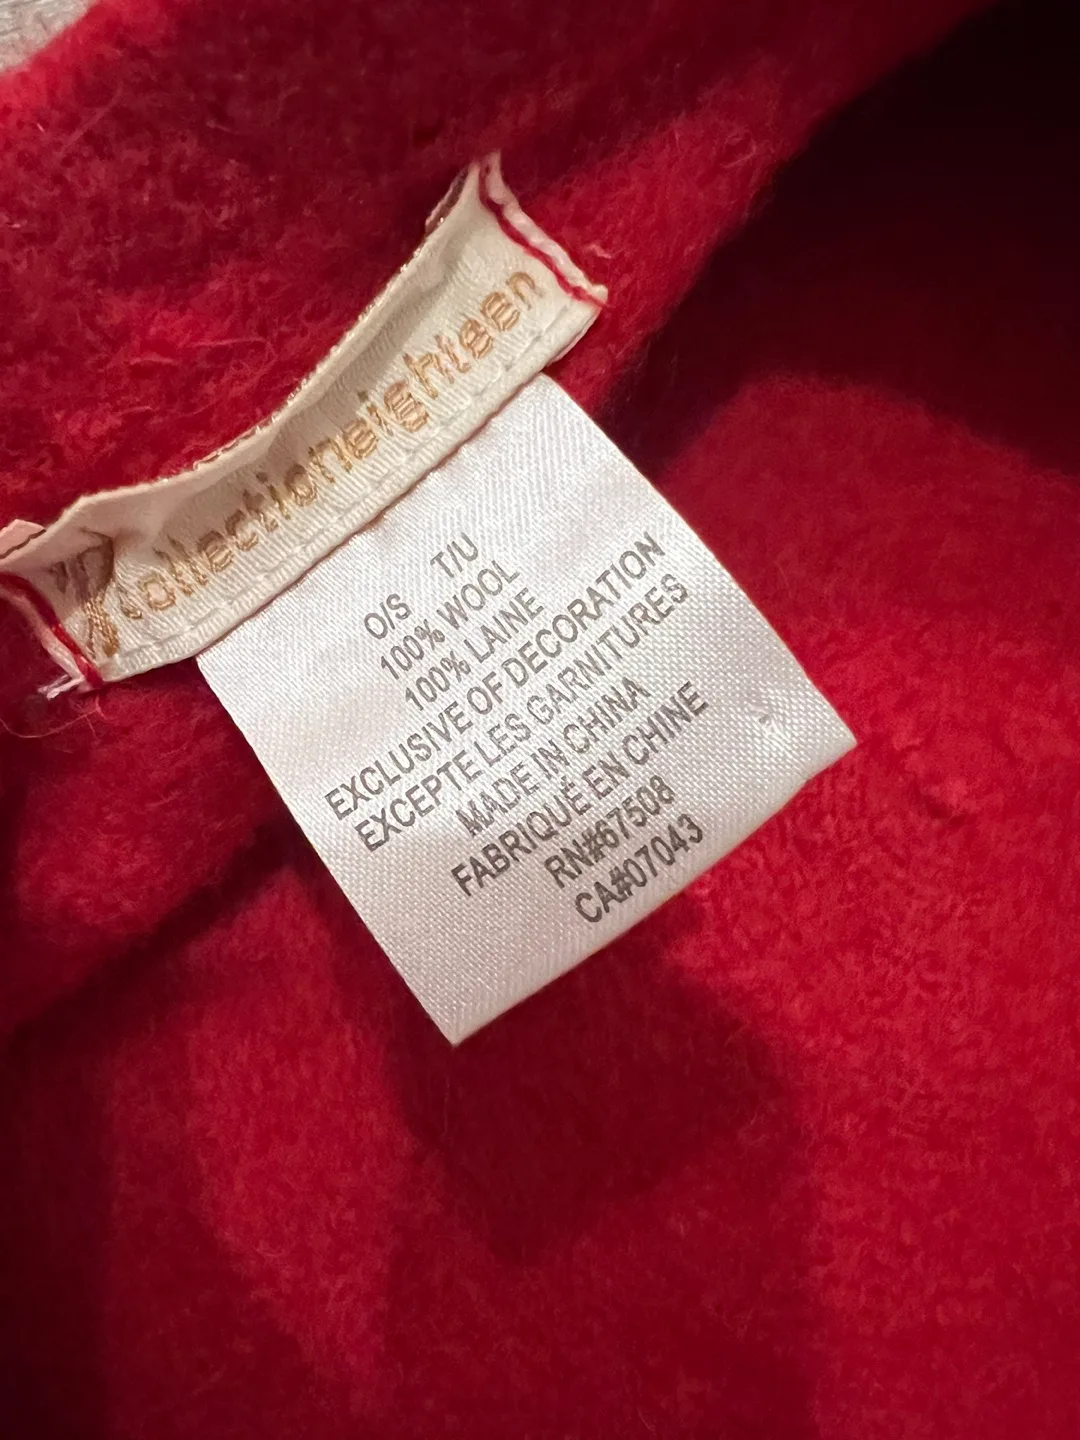 collectioneighteen
O/S T/U
100% WOOL
100% LAINE
EXCLUSIVE OF DECORATION
EXCEPTE LES GARNITURES
MADE IN CHINA
FABRIQUÉ EN CHINE
RN#67508
CA#07043